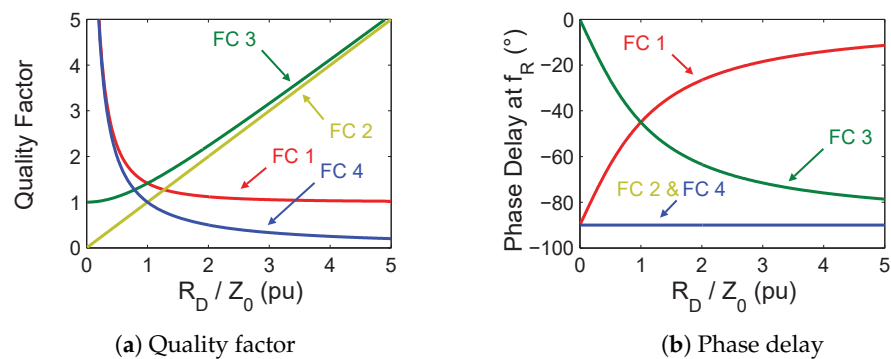 5
4
3
2
1
0
Quality Factor
FC 3
FC 2
FC 1
FC 4
0 1 2 3 4 5
R_D / Z_0 (pu)
(a) Quality factor
0
−20
−40
−60
−80
−100
Phase Delay at f_R (°)
FC 1
FC 3
FC 2 & FC 4
0 1 2 3 4 5
R_D / Z_0 (pu)
(b) Phase delay